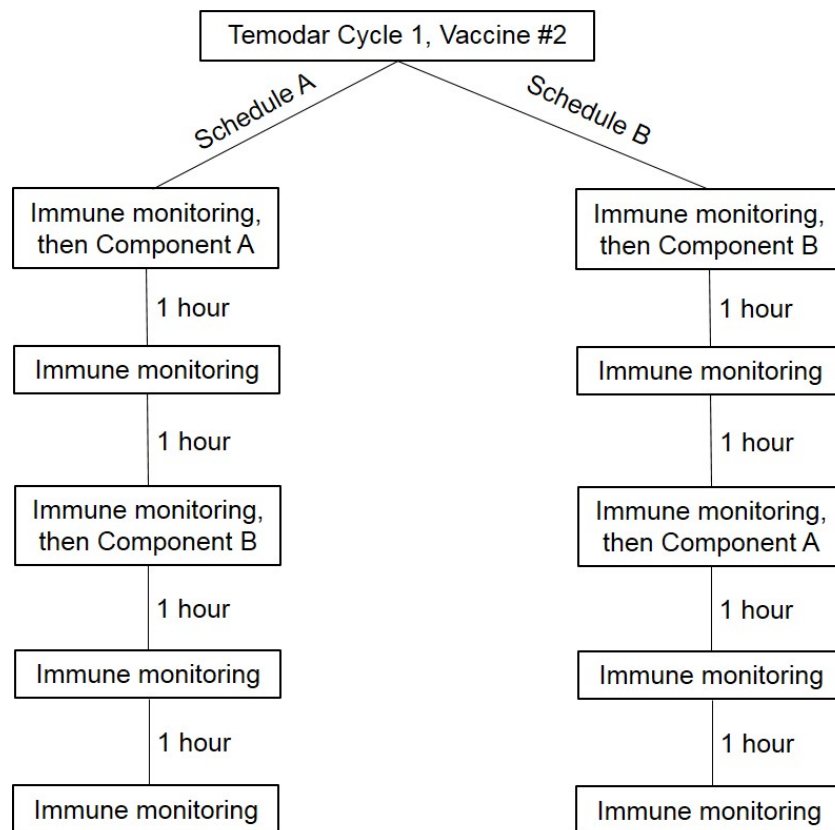 Temodar Cycle 1, Vaccine #2
Schedule A
Schedule B
Immune monitoring,
then Component A
Immune monitoring,
then Component B
1 hour
1 hour
Immune monitoring
Immune monitoring
1 hour
1 hour
Immune monitoring,
then Component B
Immune monitoring,
then Component A
1 hour
1 hour
Immune monitoring
Immune monitoring
1 hour
1 hour
Immune monitoring
Immune monitoring